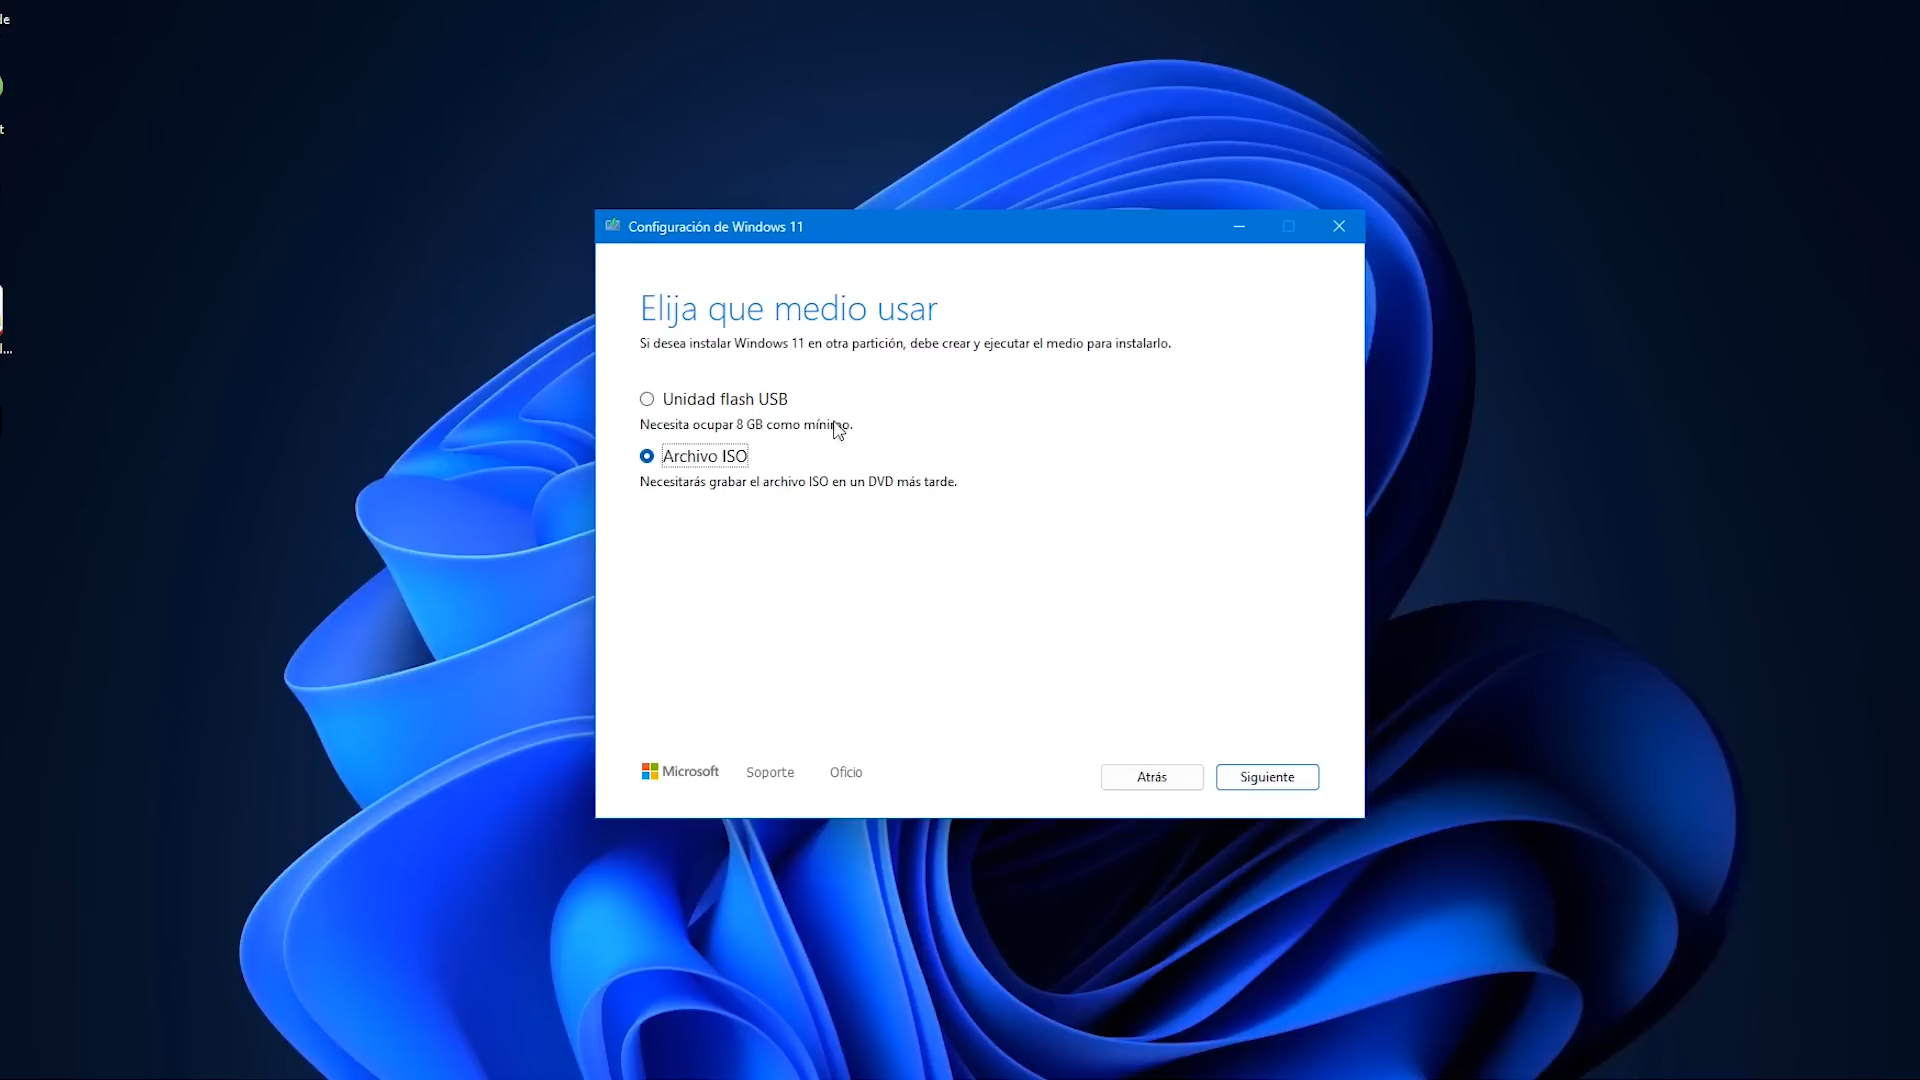 de
t
l...
Configuración de Windows 11
Elija que medio usar
Si desea instalar Windows 11 en otra partición, debe crear y ejecutar el medio para instalarlo.
Unidad flash USB
Necesita ocupar 8 GB como mínimo.
Archivo ISO
Necesitarás grabar el archivo ISO en un DVD más tarde.
Microsoft
Soporte
Oficio
Atrás
Siguiente